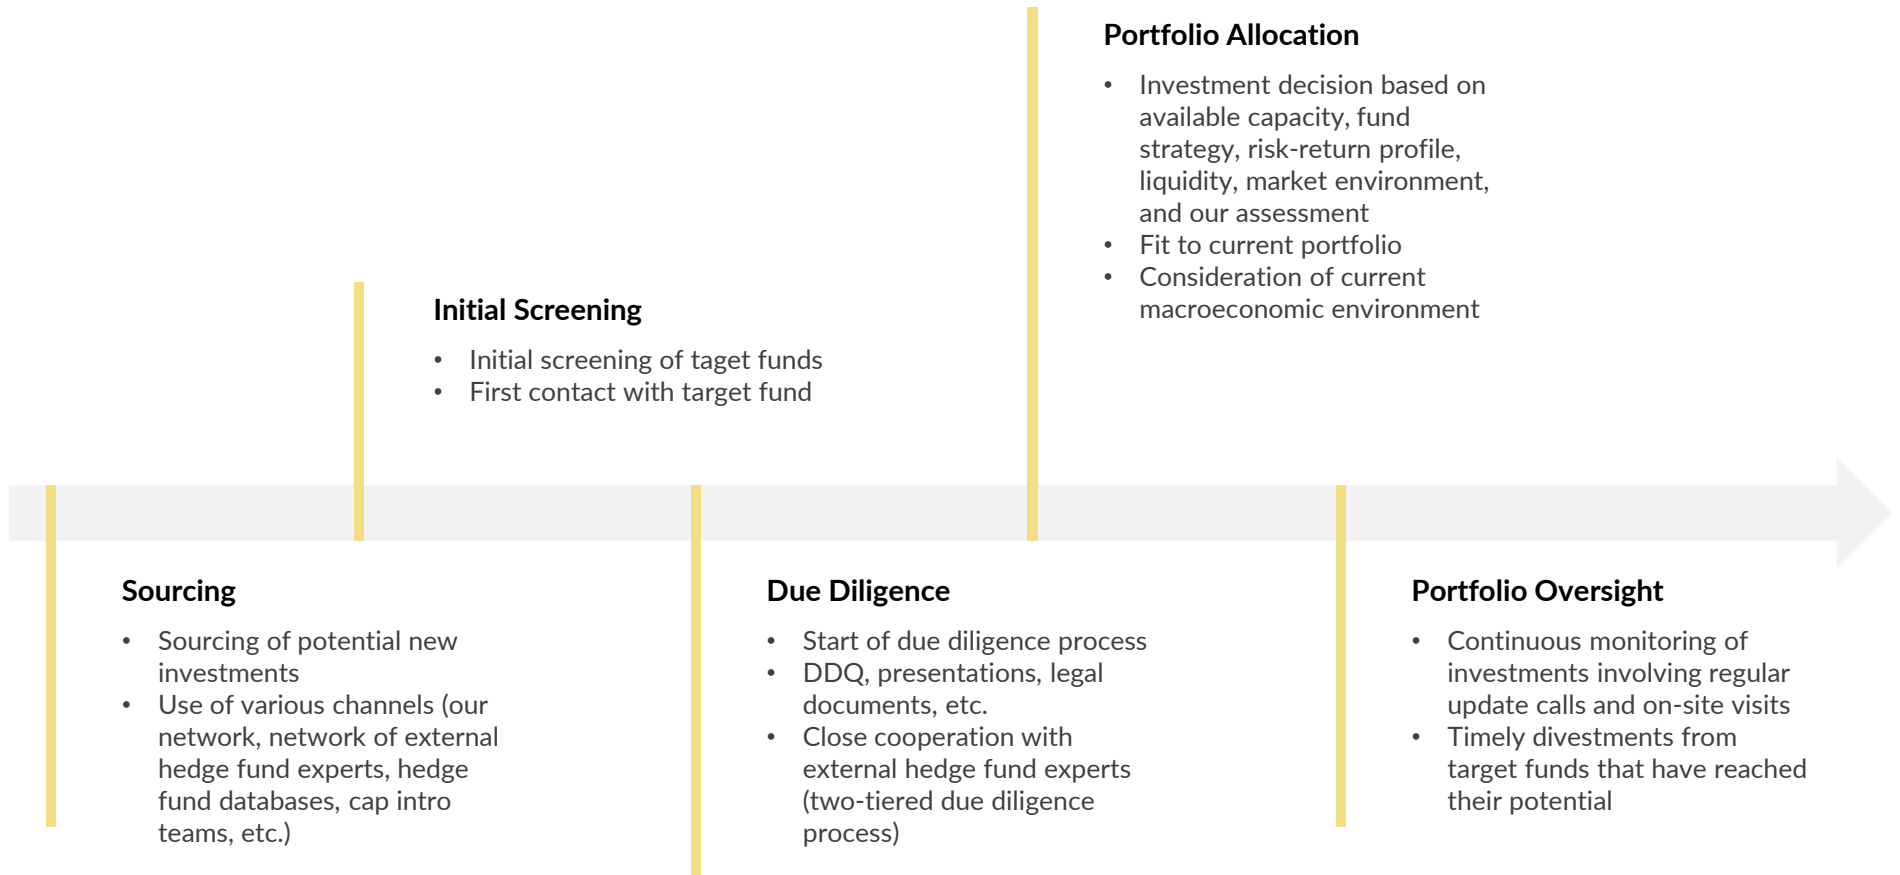 Portfolio Allocation
• Investment decision based on
available capacity, fund
strategy, risk-return profile,
liquidity, market environment,
and our assessment
• Fit to current portfolio
• Consideration of current
macroeconomic environment
Initial Screening
• Initial screening of taget funds
• First contact with target fund
Sourcing
• Sourcing of potential new
investments
• Use of various channels (our
network, network of external
hedge fund experts, hedge
fund databases, cap intro
teams, etc.)
Due Diligence
• Start of due diligence process
• DDQ, presentations, legal
documents, etc.
• Close cooperation with
external hedge fund experts
(two-tiered due diligence
process)
Portfolio Oversight
• Continuous monitoring of
investments involving regular
update calls and on-site visits
• Timely divestments from
target funds that have reached
their potential